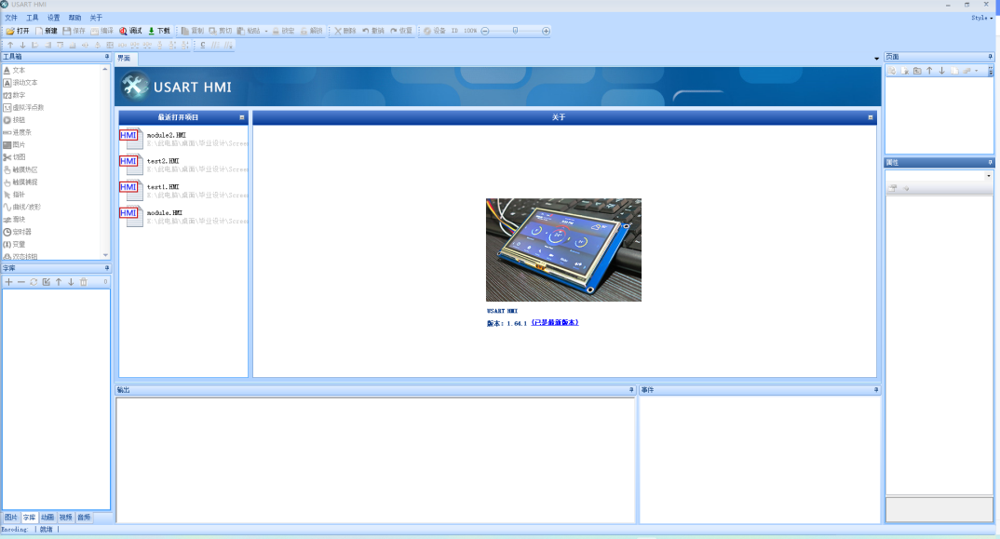 USART HMI
文件 工具 设置 帮助 关于 Style
打开 新建 保存 编译 调试 下载 复制 剪切 粘贴 锁定 解锁 删除 撤销 恢复 设备 ID 100%
工具箱
文本
滚动文本
数字
虚拟浮点数
按钮
进度条
图片
切图
触摸热区
触摸捕捉
指针
曲线/波形
滑块
定时器
变量
双态按钮
字库
图片 字库 动画 视频 音频
界面
USART HMI
最近打开项目
HMI module2.HMI
E:\此电脑\桌面\毕业设计\Screen
HMI test2.HMI
E:\此电脑\桌面\毕业设计\Screen
HMI test1.HMI
E:\此电脑\桌面\毕业设计\Screen
HMI module.HMI
E:\此电脑\桌面\毕业设计\Screen
关于
USART HMI
版本: 1.64.1 (已是最新版本)
输出
事件
页面
属性
Encoding: | 就绪 |